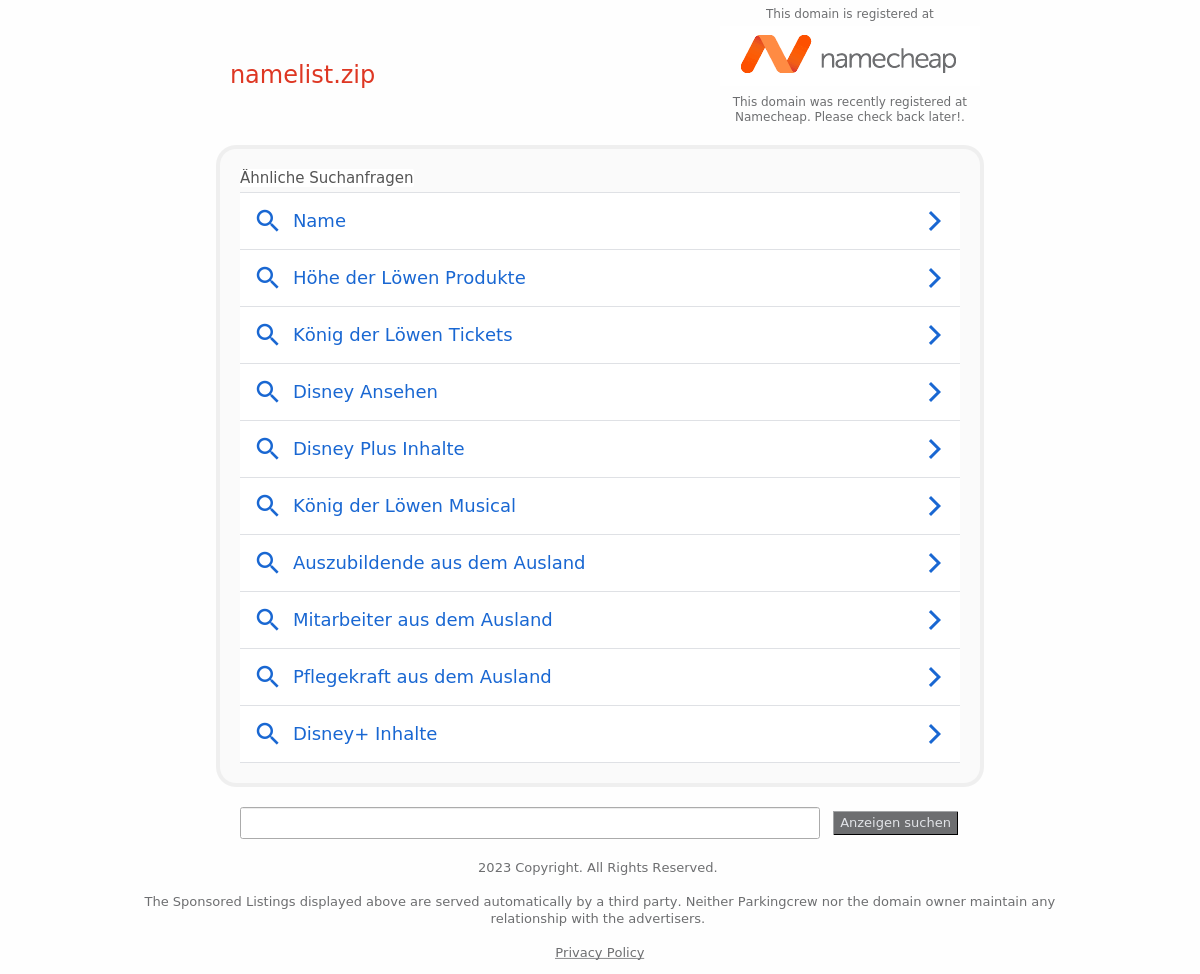 This domain is registered at
namecheap
namelist.zip
This domain was recently registered at
Namecheap. Please check back later!.
Ähnliche Suchanfragen
Name
Höhe der Löwen Produkte
König der Löwen Tickets
Disney Ansehen
Disney Plus Inhalte
König der Löwen Musical
Auszubildende aus dem Ausland
Mitarbeiter aus dem Ausland
Pflegekraft aus dem Ausland
Disney+ Inhalte
Anzeigen suchen
2023 Copyright. All Rights Reserved.
The Sponsored Listings displayed above are served automatically by a third party. Neither Parkingcrew nor the domain owner maintain any
relationship with the advertisers.
Privacy Policy